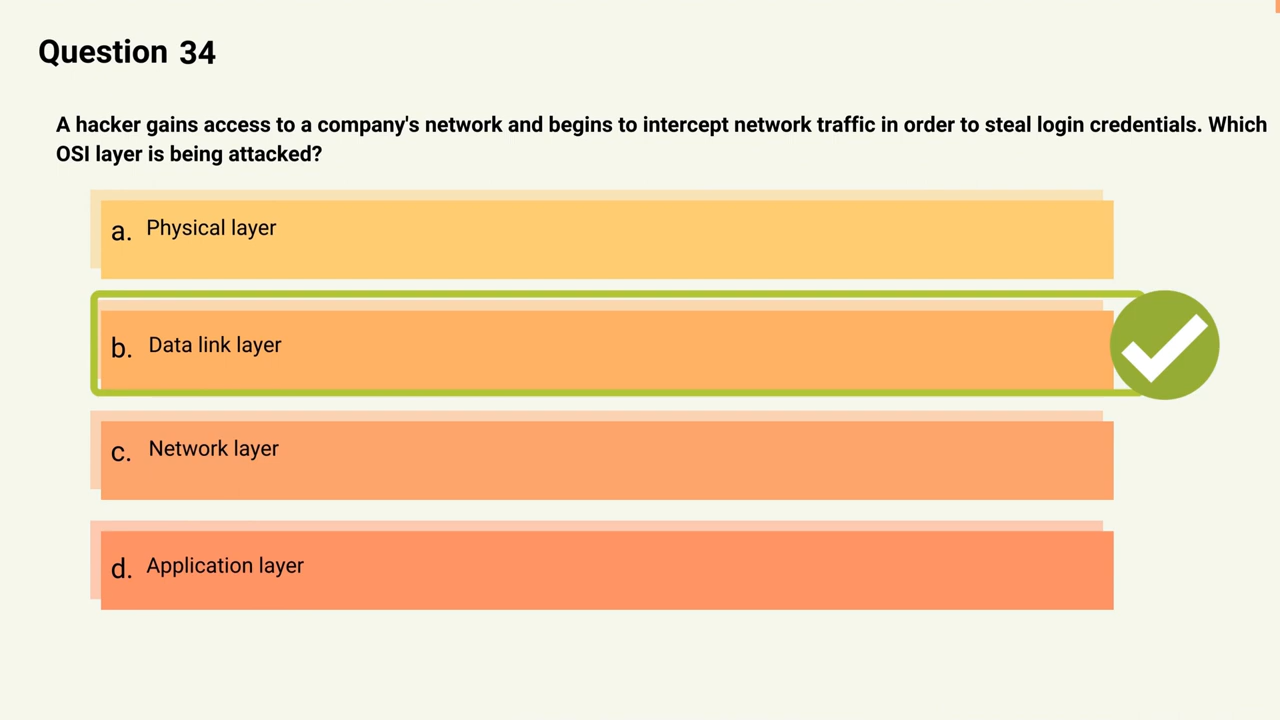 Question 34
A hacker gains access to a company's network and begins to intercept network traffic in order to steal login credentials. Which
OSI layer is being attacked?
a. Physical layer
b. Data link layer
c. Network layer
d. Application layer